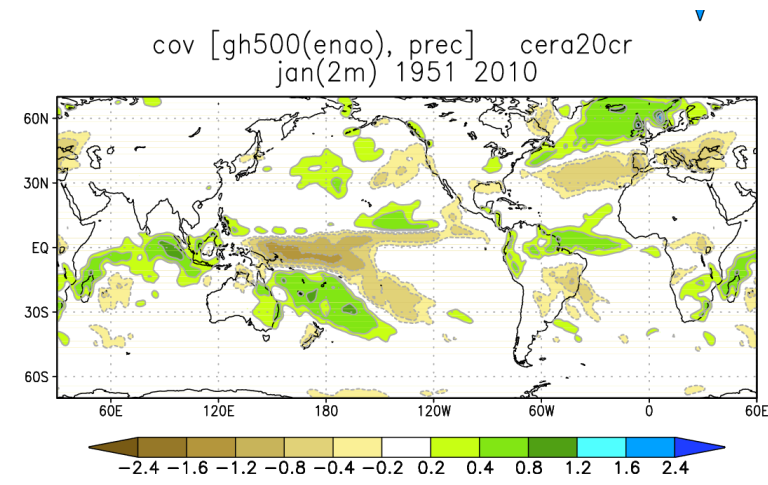 cov [gh500(enao), prec] cera20cr
jan(2m) 1951 2010
60N
30N
EQ
30S
60S
60E 120E 180 120W 60W 0 60E
−2.4 −1.6 −1.2 −0.8 −0.4 −0.2 0.2 0.4 0.8 1.2 1.6 2.4